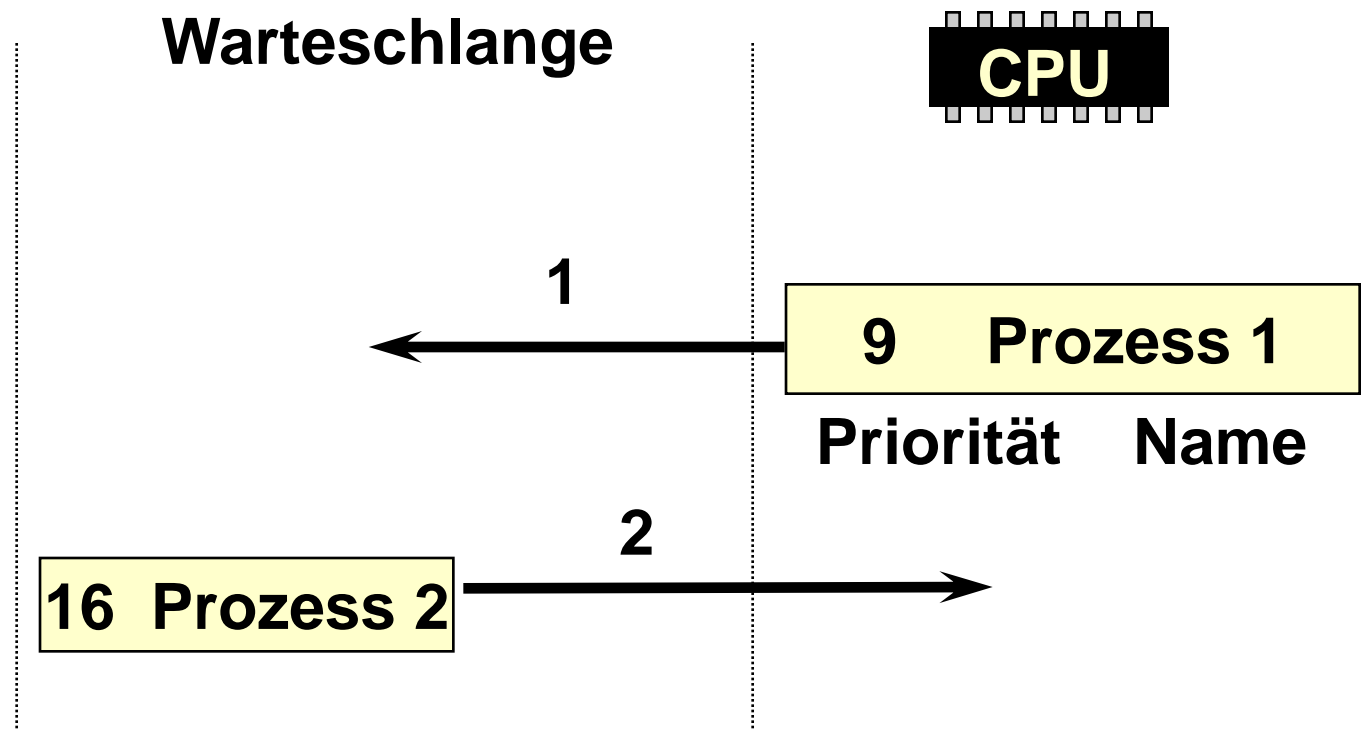 Warteschlange
CPU
1
9 Prozess 1
Priorität Name
2
16 Prozess 2